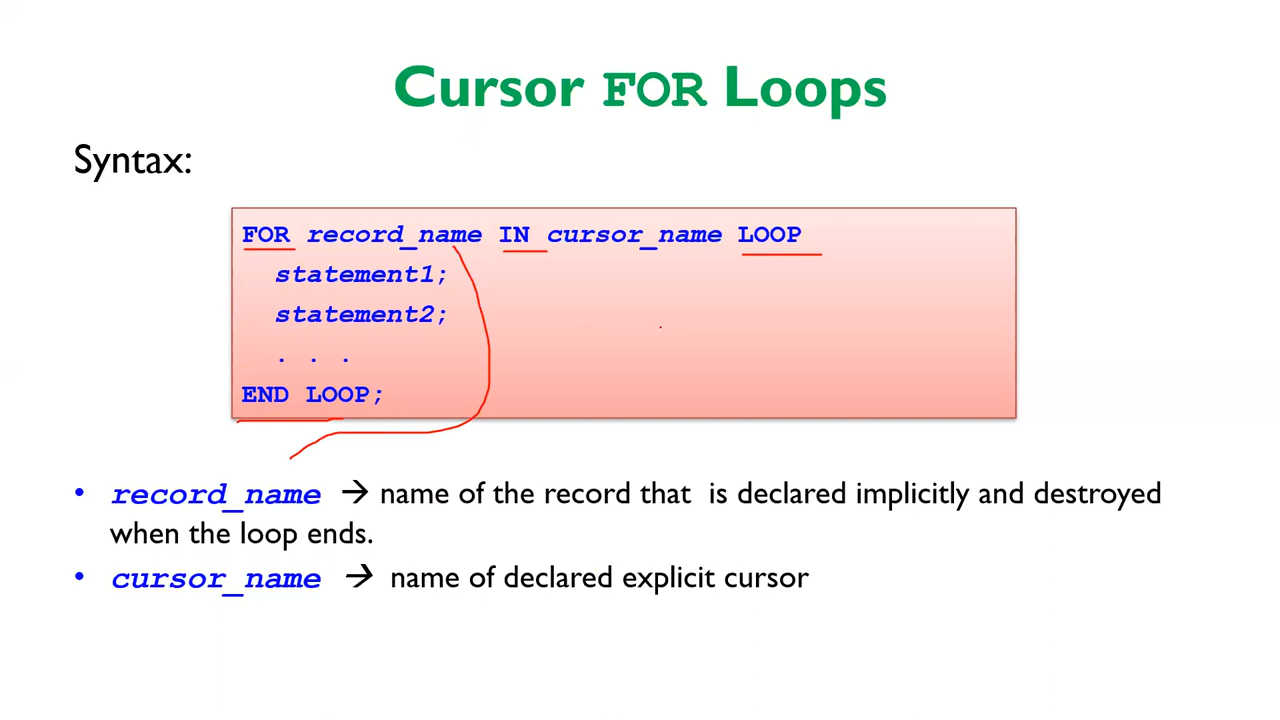 Cursor FOR Loops
Syntax:
FOR record_name IN cursor_name LOOP
statement1;
statement2;
. . .
END LOOP;
• record_name → name of the record that is declared implicitly and destroyed
when the loop ends.
• cursor_name → name of declared explicit cursor